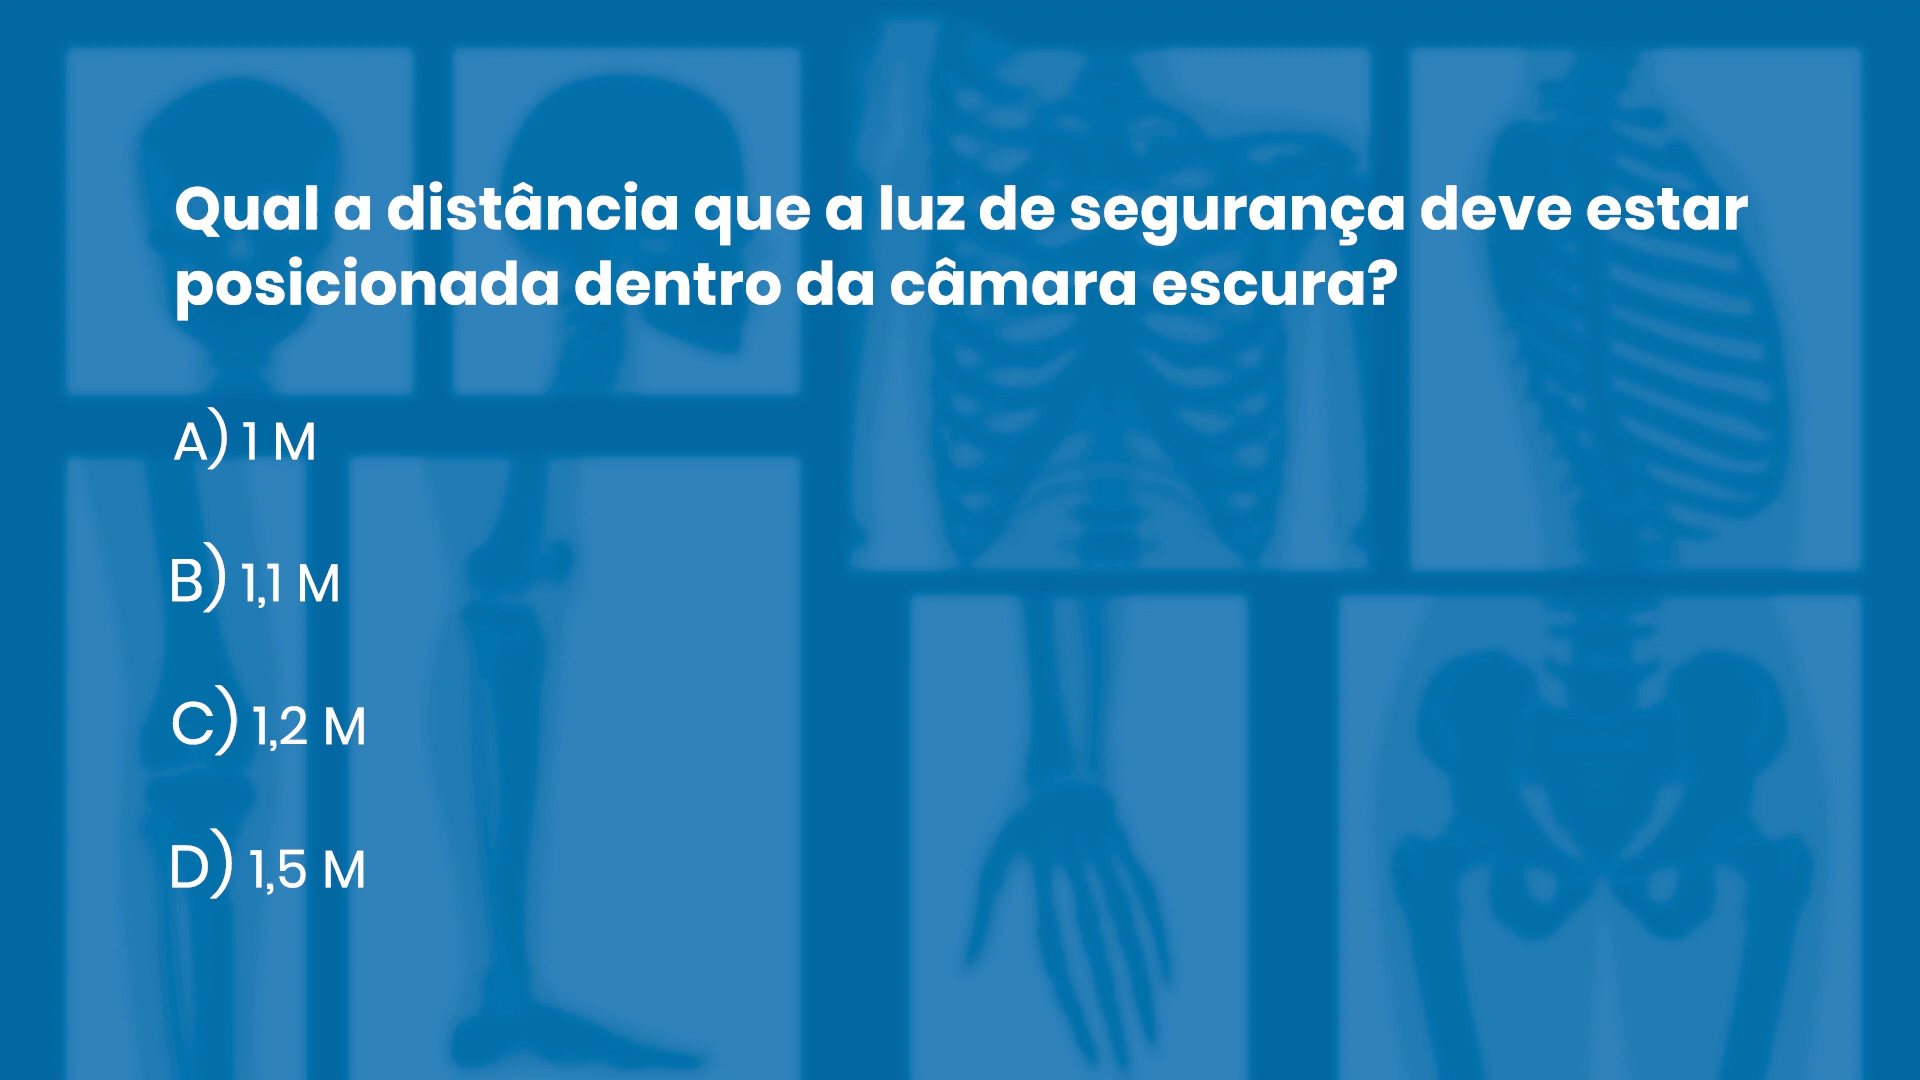 Qual a distância que a luz de segurança deve estar
posicionada dentro da câmara escura?
A) 1 M
B) 1,1 M
C) 1,2 M
D) 1,5 M